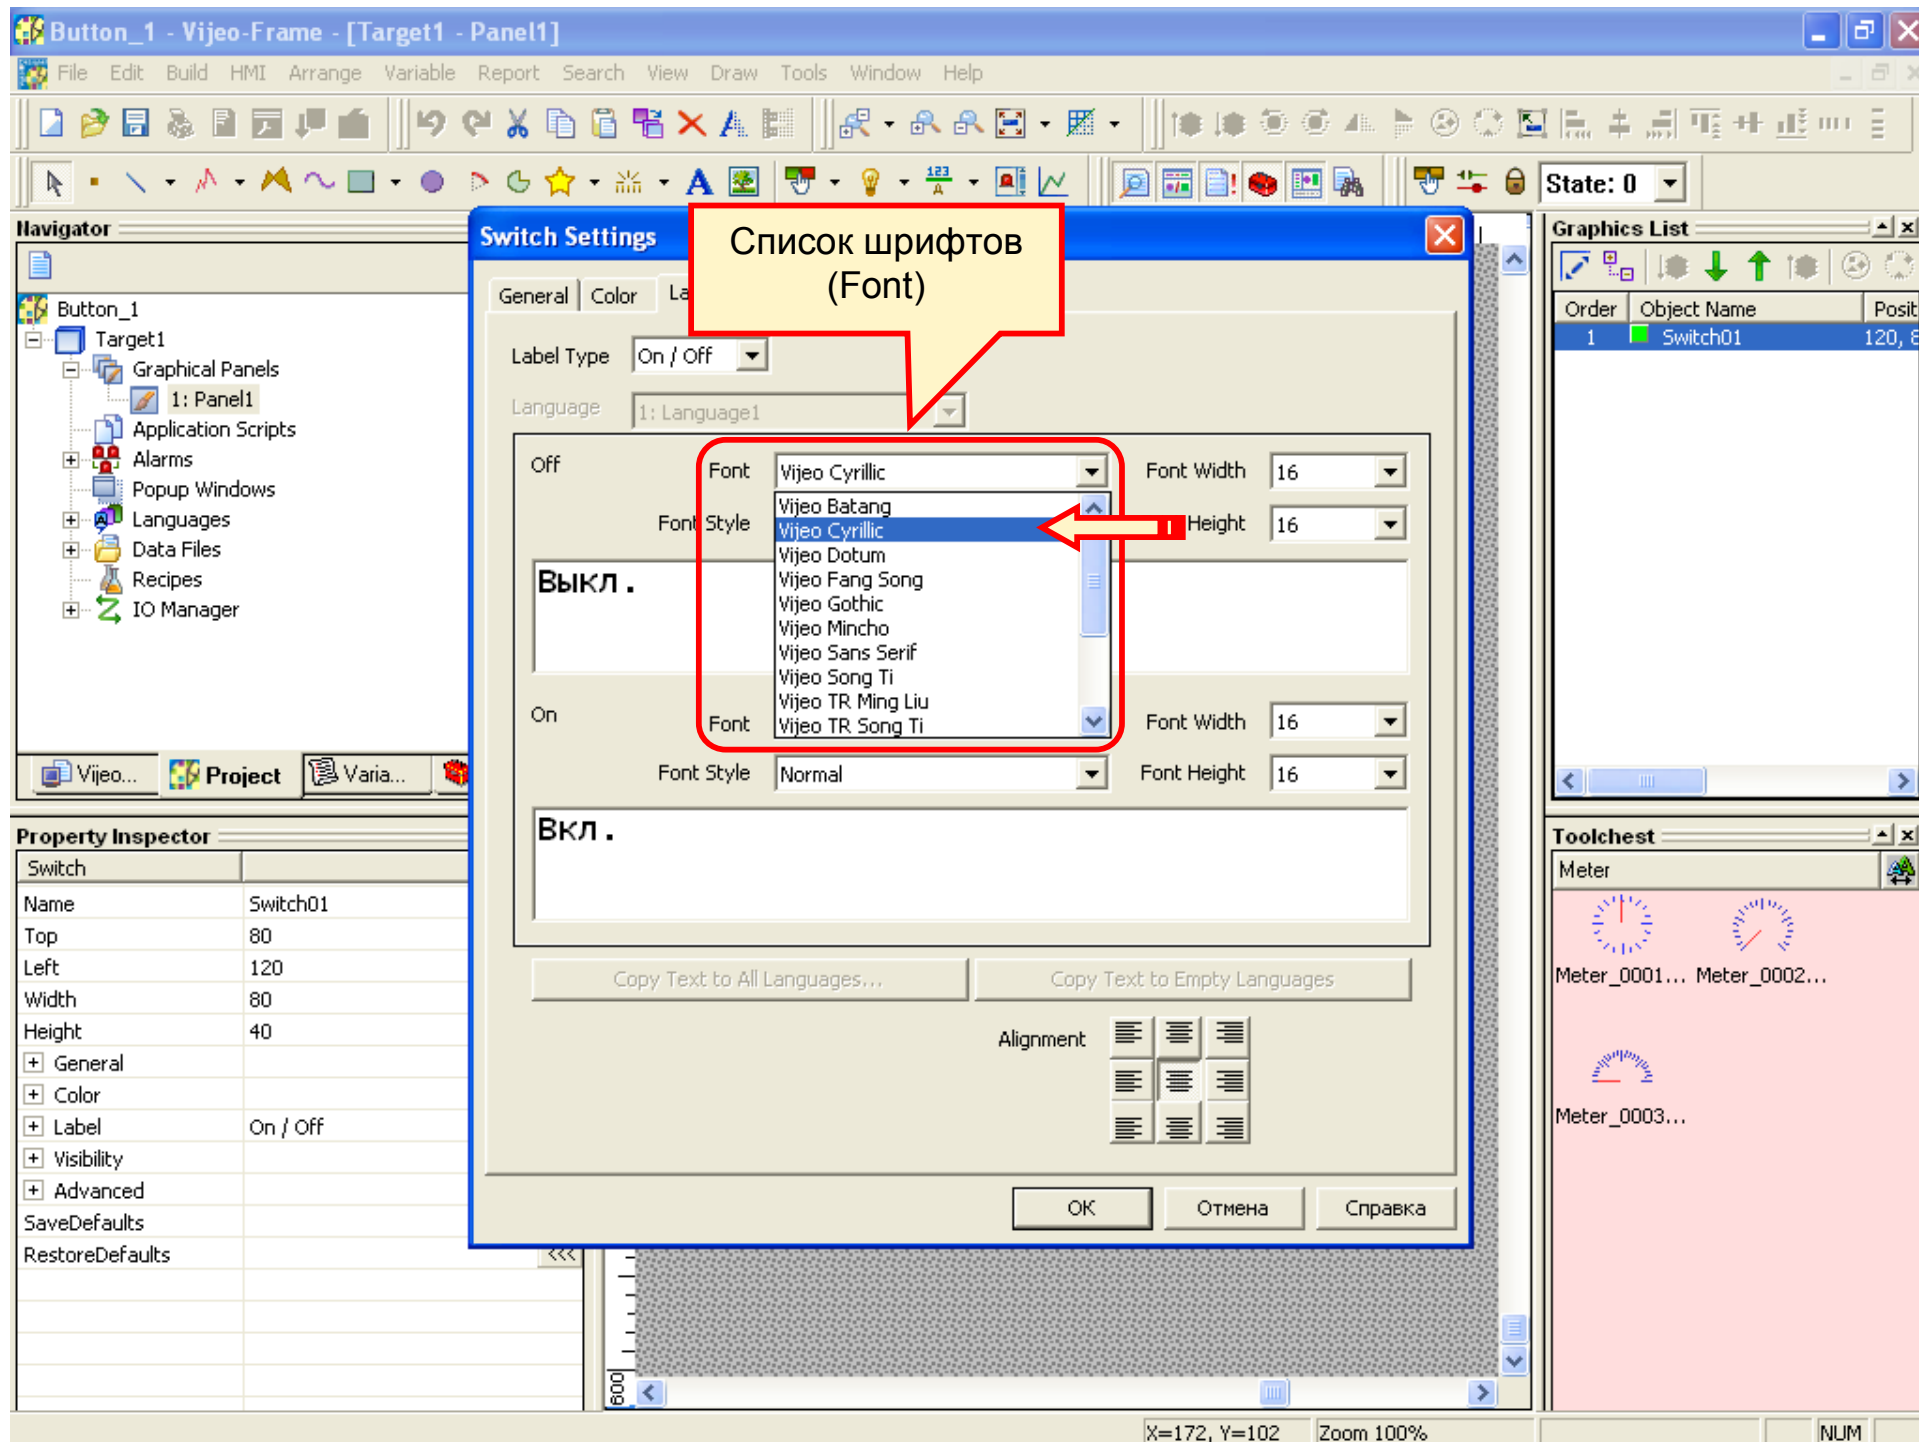 Button_1 - Vijeo-Frame - [Target1 - Panel1]
File Edit Build HMI Arrange Variable Report Search View Draw Tools Window Help
State: 0
Navigator
Button_1
Target1
Graphical Panels
1: Panel1
Application Scripts
Alarms
Popup Windows
Languages
Data Files
Recipes
IO Manager
Vijeo... Project Varia...
Property Inspector
Switch
Name Switch01
Top 80
Left 120
Width 80
Height 40
General
Color
Label On / Off
Visibility
Advanced
SaveDefaults
RestoreDefaults <<<
Switch Settings
Список шрифтов
(Font)
General Color
Label Type On / Off
Language 1: Language1
Off Font Vijeo Cyrillic Font Width 16
Font Style Height 16
Vijeo Batang
Vijeo Cyrillic
Vijeo Dotum
Vijeo Fang Song
Vijeo Gothic
Vijeo Mincho
Vijeo Sans Serif
Vijeo Song Ti
Vijeo TR Ming Liu
Vijeo TR Song Ti
Выкл.
On Font Font Width 16
Font Style Normal Font Height 16
Вкл.
Copy Text to All Languages... Copy Text to Empty Languages
Alignment
ОК Отмена Справка
600
Graphics List
Order Object Name Posit
1 Switch01 120, 8
Toolchest
Meter
Meter_0001... Meter_0002...
Meter_0003...
X=172, Y=102 Zoom 100% NUM